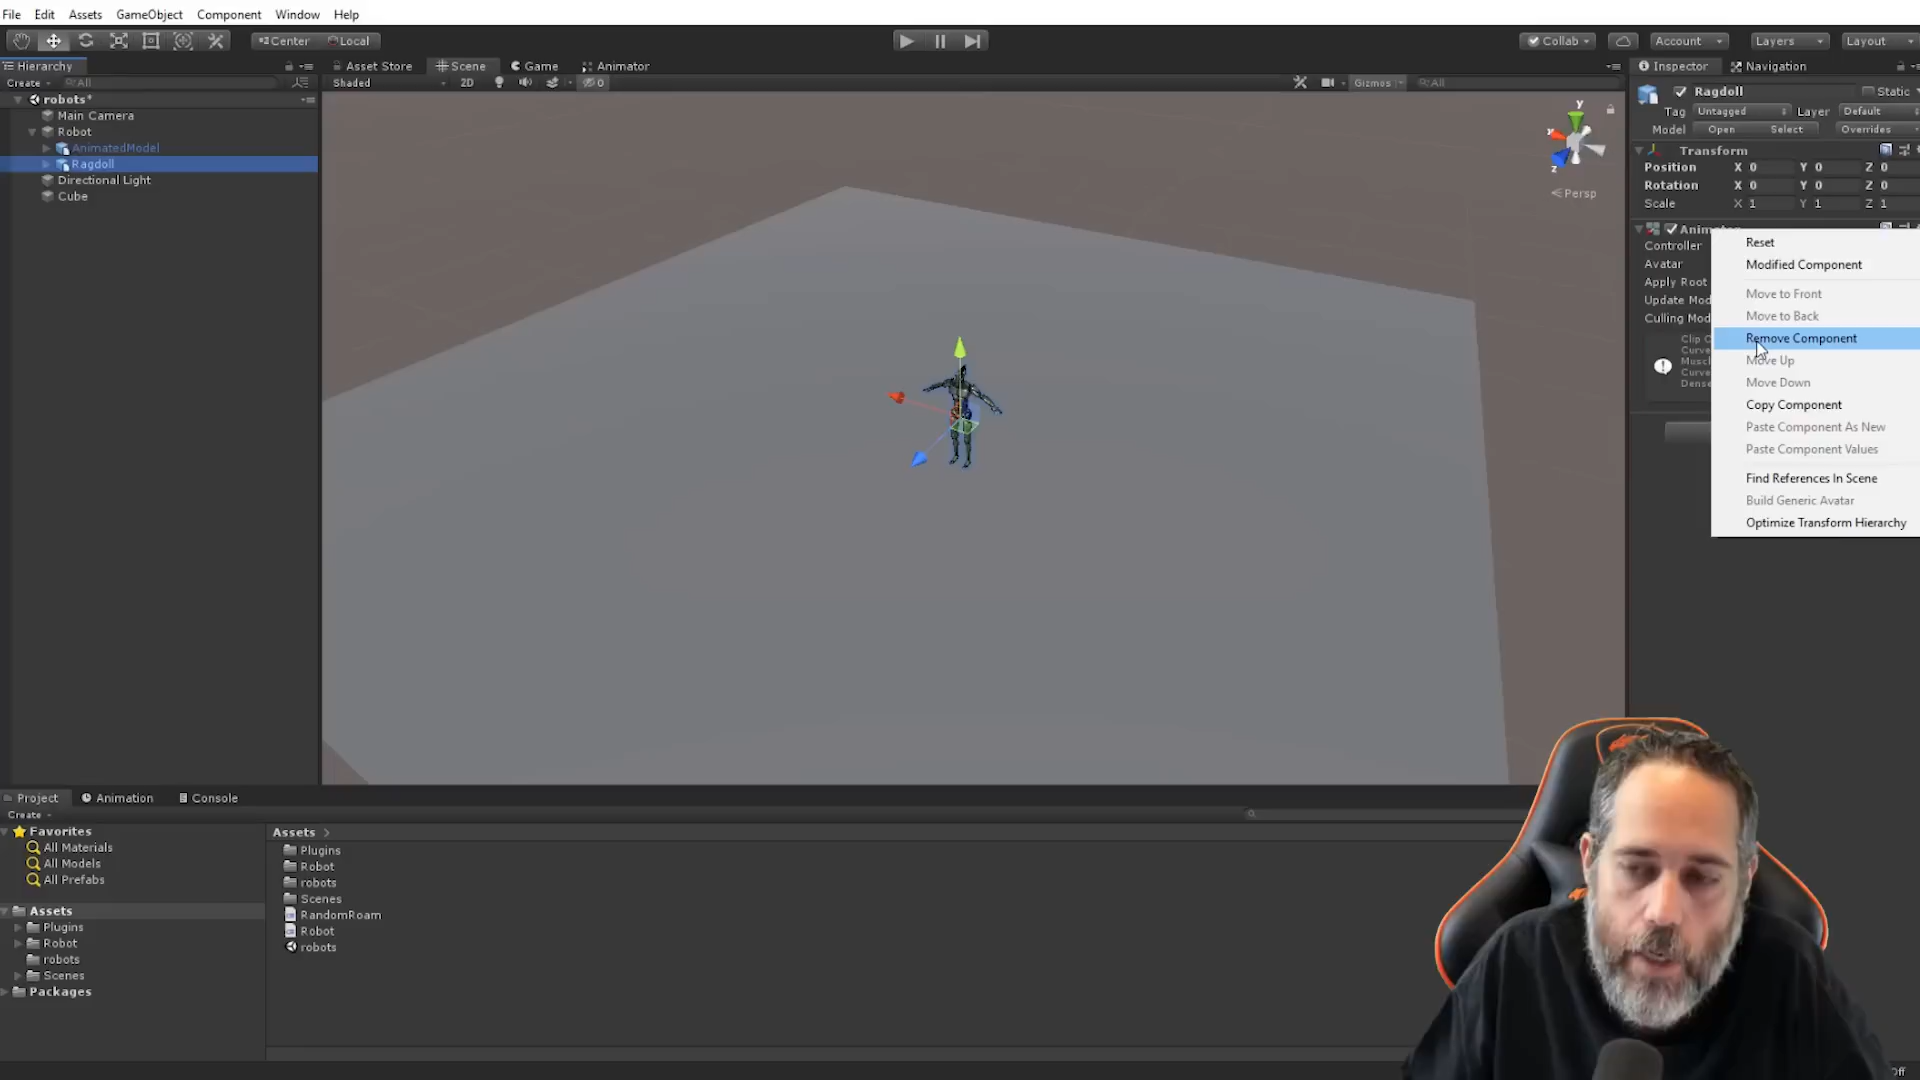 File Edit Assets GameObject Component Window Help
Center Local
Collab Account Layers Layout
Hierarchy
Create All
robots*
Main Camera
Robot
AnimatedModel
Ragdoll
Directional Light
Cube
Asset Store Scene Game Animator
Shaded 2D 0 Gizmos All
y
x
z
Persp
Inspector Navigation
Ragdoll Static
Tag Untagged Layer Default
Model Open Select Overrides
Transform
Position X 0 Y 0 Z 0
Rotation X 0 Y 0 Z 0
Scale X 1 Y 1 Z 1
Controller
Avatar
Apply Root
Update Mod
Culling Mod
Clip C
Curve
Muscl
Curve
Dens
Reset
Modified Component
Move to Front
Move to Back
Remove Component
Move Up
Move Down
Copy Component
Paste Component As New
Paste Component Values
Find References In Scene
Build Generic Avatar
Optimize Transform Hierarchy
Project Animation Console
Create
Favorites
All Materials
All Models
All Prefabs
Assets
Plugins
Robot
robots
Scenes
Packages
Assets
Plugins
Robot
robots
Scenes
RandomRoam
Robot
robots
Off